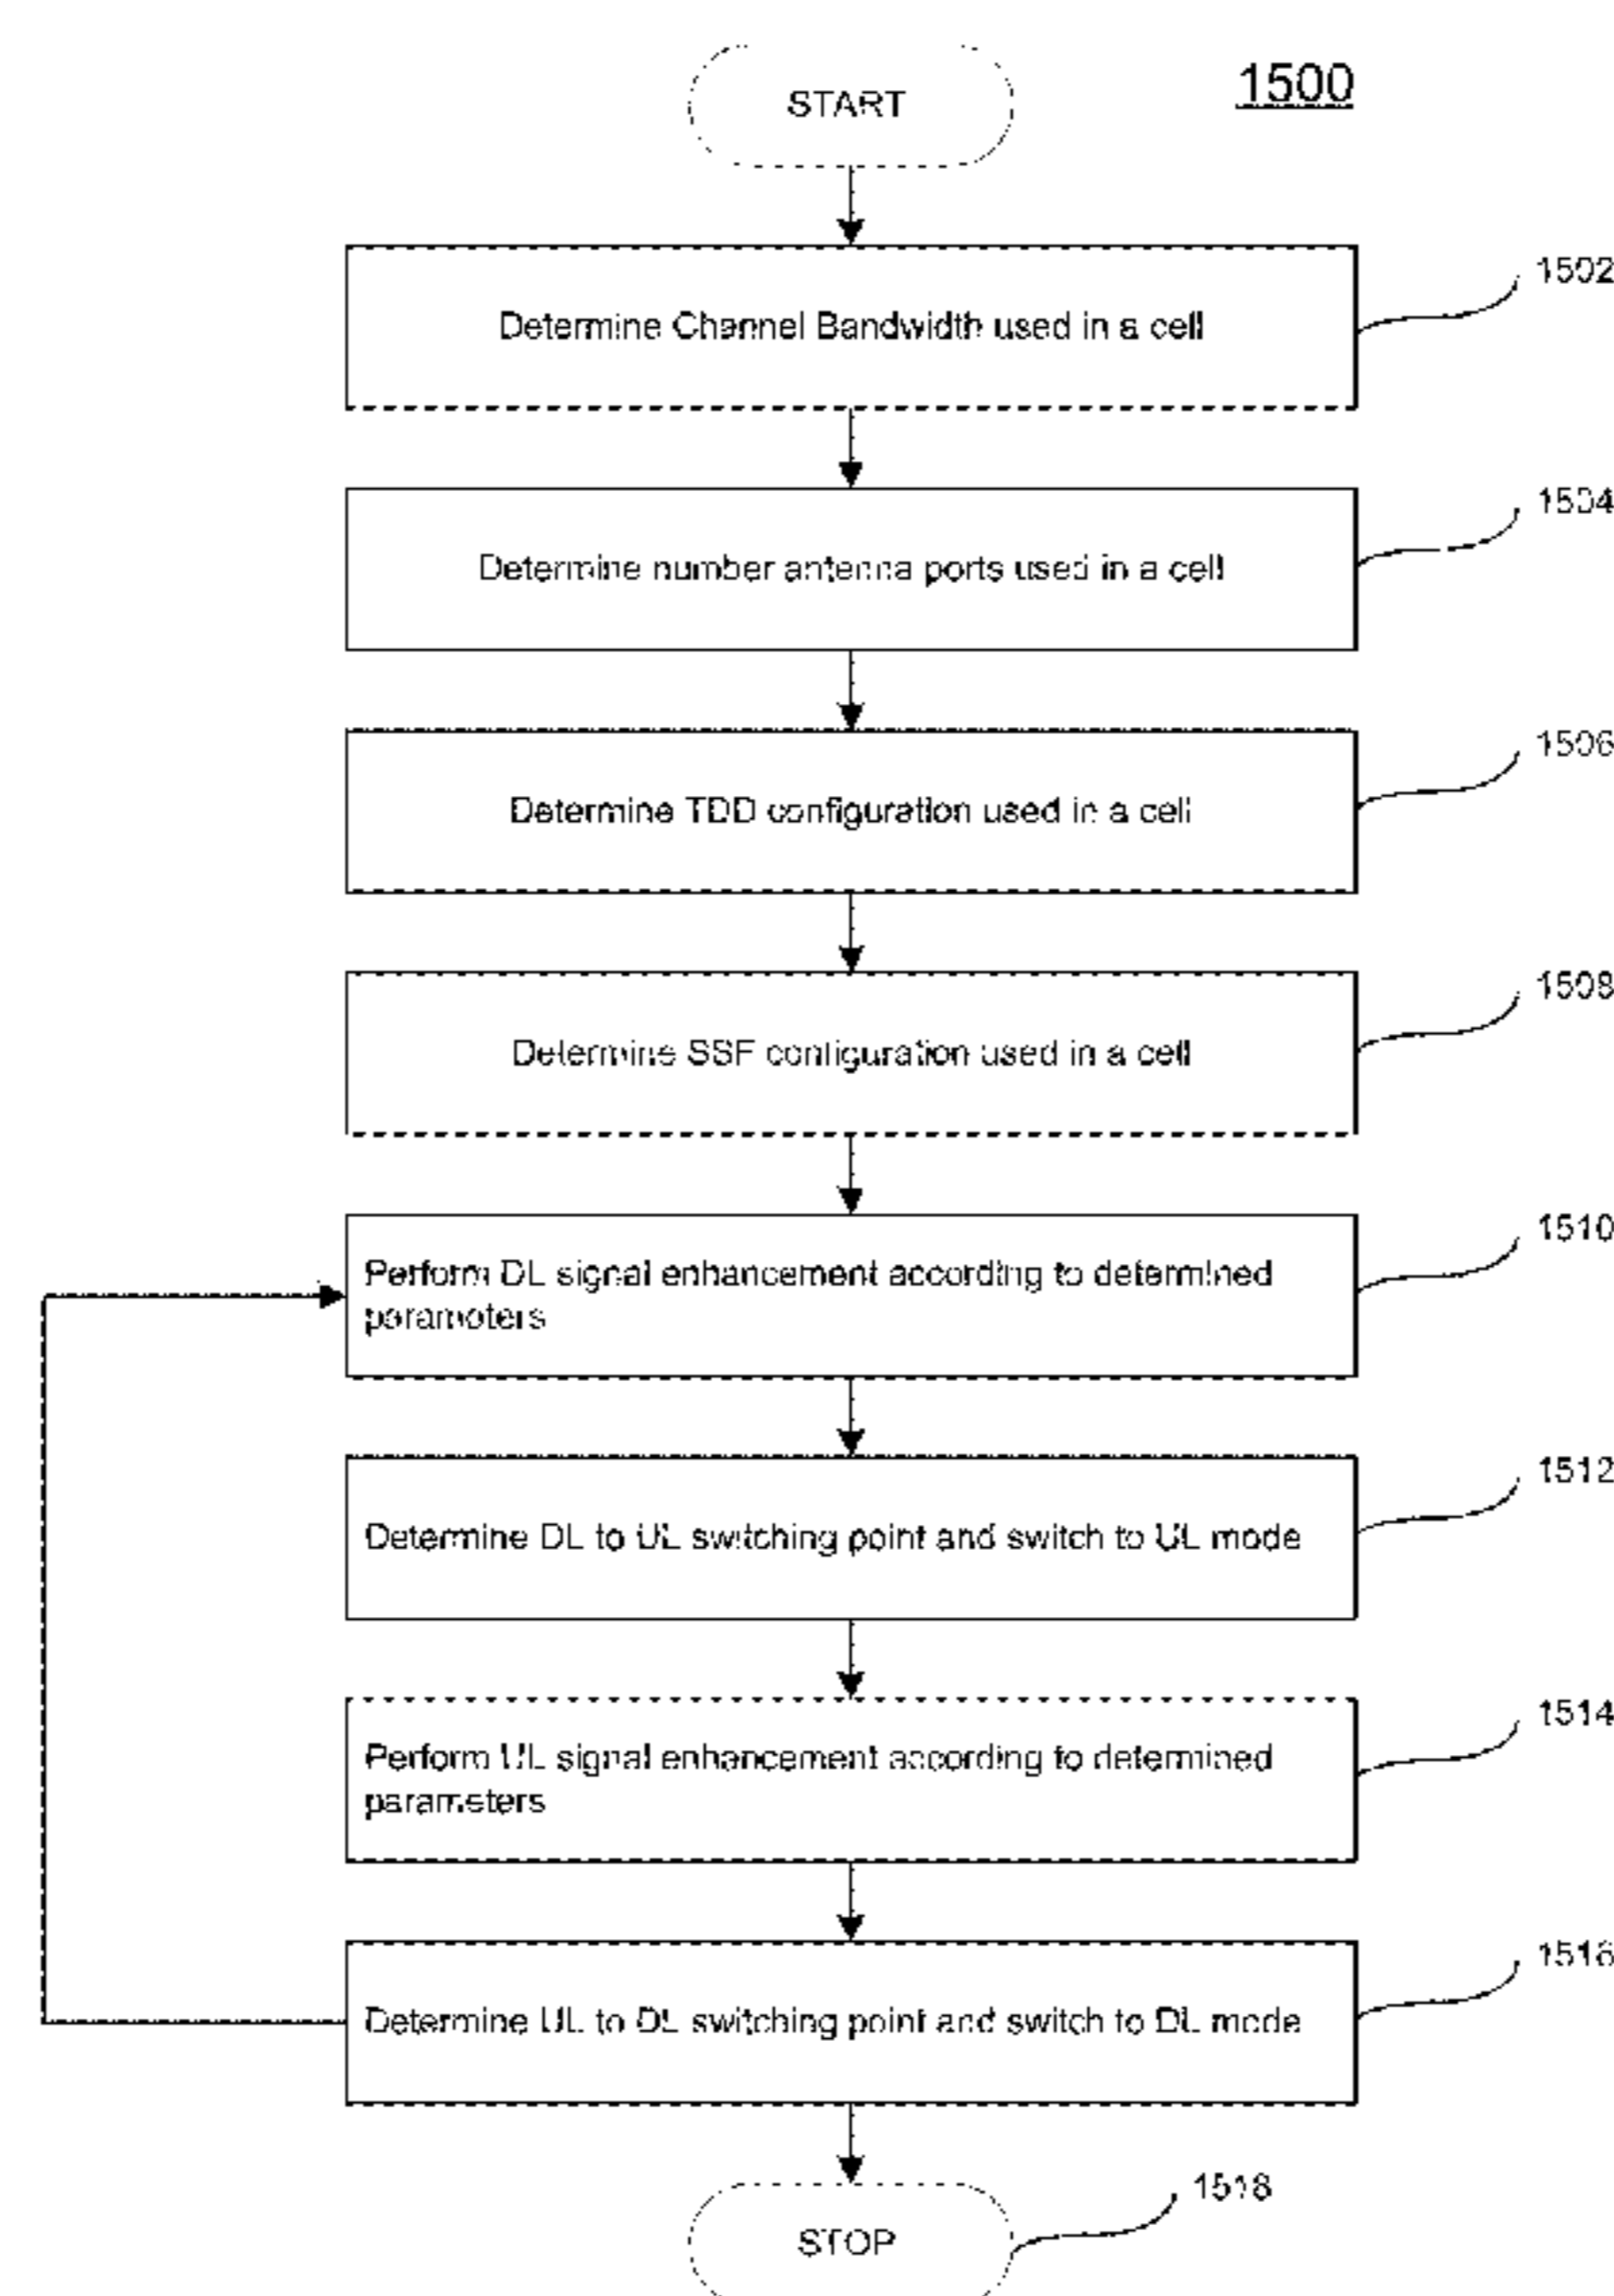 1500
START
1502
Determine Channel Bandwidth used in a cell
1504
Determine number antenna ports used in a cell
1506
Determine TDD configuration used in a cell
1508
Determine SSF configuration used in a cell
1510
Perform DL signal enhancement according to determined
parameters
1512
Determine DL to UL switching point and switch to UL mode
1514
Perform UL signal enhancement according to determined
parameters
1516
Determine UL to DL switching point and switch to DL mode
1518
STOP